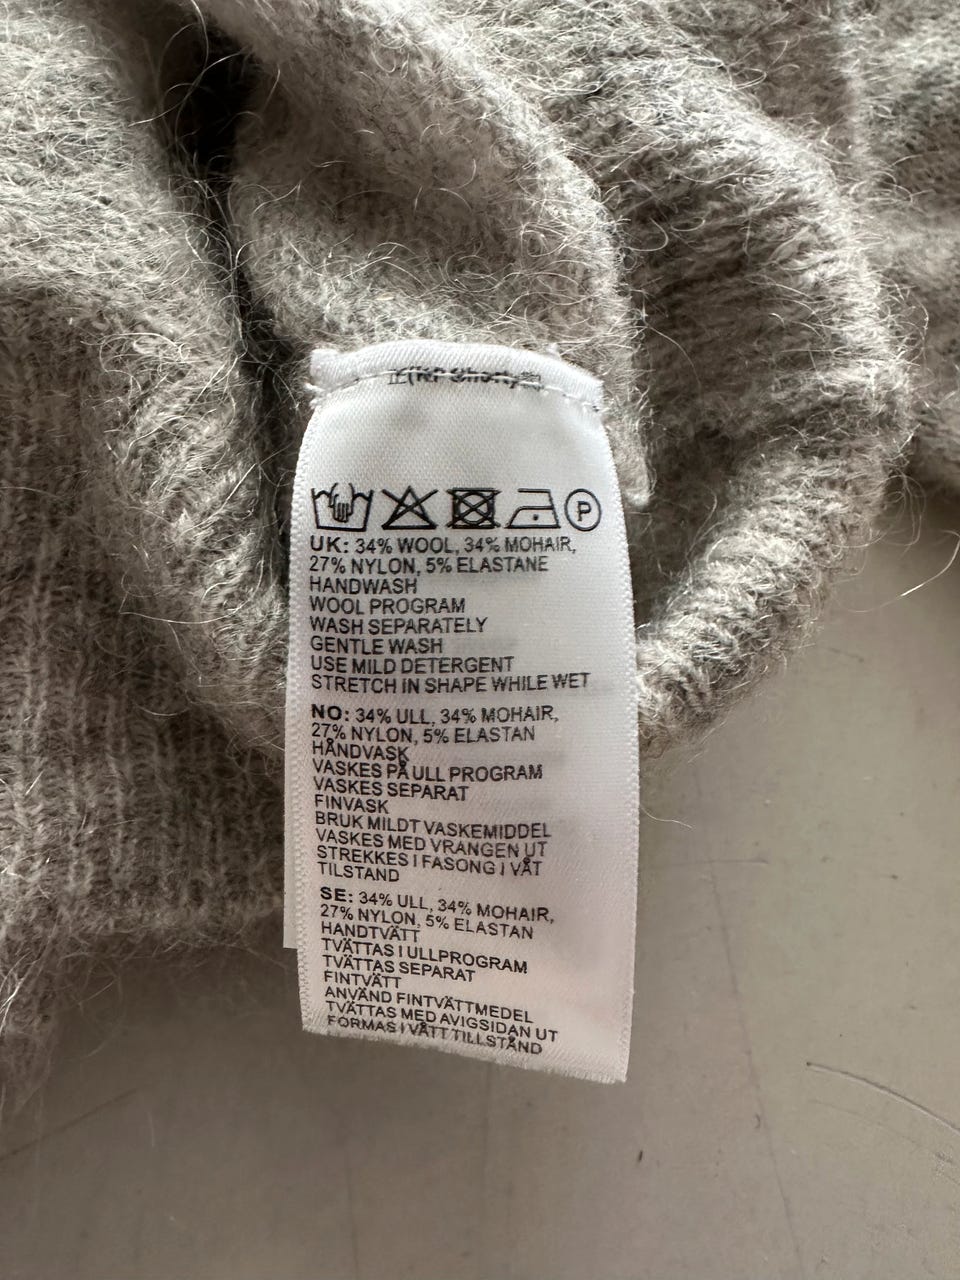 P
UK: 34% WOOL, 34% MOHAIR,
27% NYLON, 5% ELASTANE
HANDWASH
WOOL PROGRAM
WASH SEPARATELY
GENTLE WASH
USE MILD DETERGENT
STRETCH IN SHAPE WHILE WET
NO: 34% ULL, 34% MOHAIR,
27% NYLON, 5% ELASTAN
HÅNDVASK
VASKES PÅ ULL PROGRAM
VASKES SEPARAT
FINVASK
BRUK MILDT VASKEMIDDEL
VASKES MED VRANGEN UT
STREKKES I FASONG I VÅT
TILSTAND
SE: 34% ULL, 34% MOHAIR,
27% NYLON, 5% ELASTAN
HANDTVÄTT
TVÄTTAS I ULLPROGRAM
TVÄTTAS SEPARAT
FINTVÄTT
ANVÄND FINTVÄTTMEDEL
TVÄTTAS MED AVIGSIDAN UT
FORMAS I VÅTT TILLSTÅND